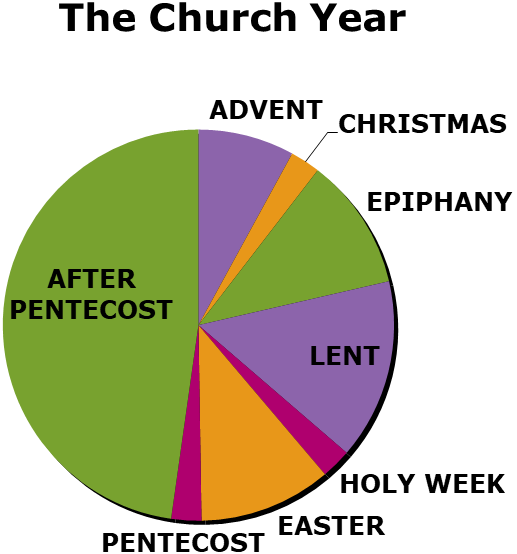 The Church Year
ADVENT
CHRISTMAS
EPIPHANY
AFTER
PENTECOST
LENT
HOLY WEEK
EASTER
PENTECOST